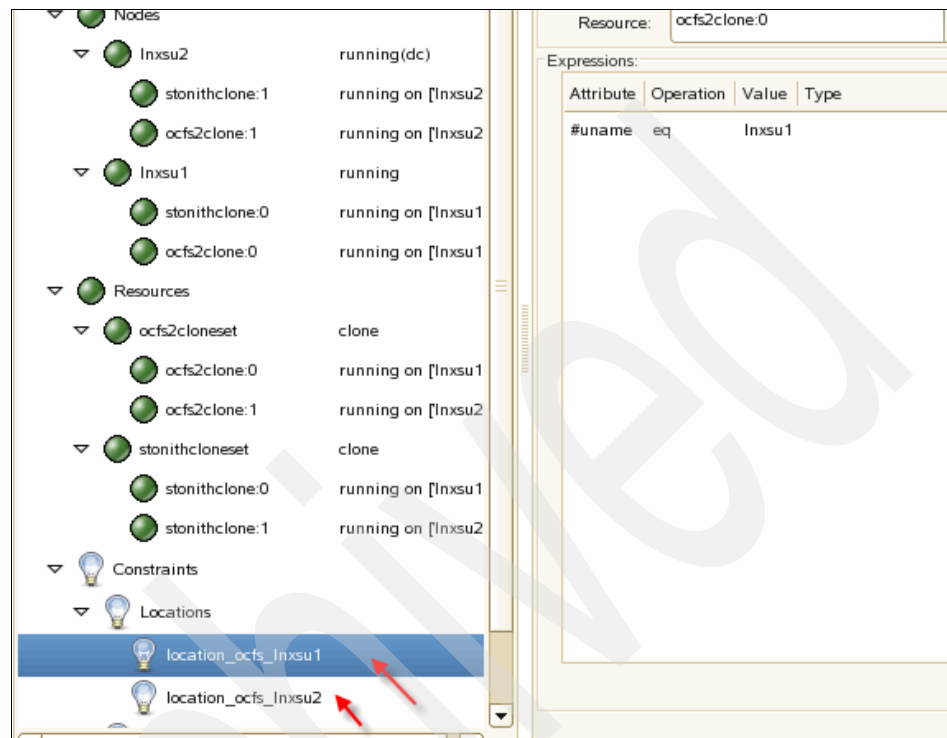 Nodes
lnxsu2 running(dc)
stonithclone:1 running on ['lnxsu2
ocfs2clone:1 running on ['lnxsu2
lnxsu1 running
stonithclone:0 running on ['lnxsu1
ocfs2clone:0 running on ['lnxsu1
Resources
ocfs2cloneset clone
ocfs2clone:0 running on ['lnxsu1
ocfs2clone:1 running on ['lnxsu2
stonithcloneset clone
stonithclone:0 running on ['lnxsu1
stonithclone:1 running on ['lnxsu2
Constraints
Locations
location_ocfs_lnxsu1
location_ocfs_lnxsu2
Resource: ocfs2clone:0
Expressions:
Attribute Operation Value Type
#uname eq lnxsu1